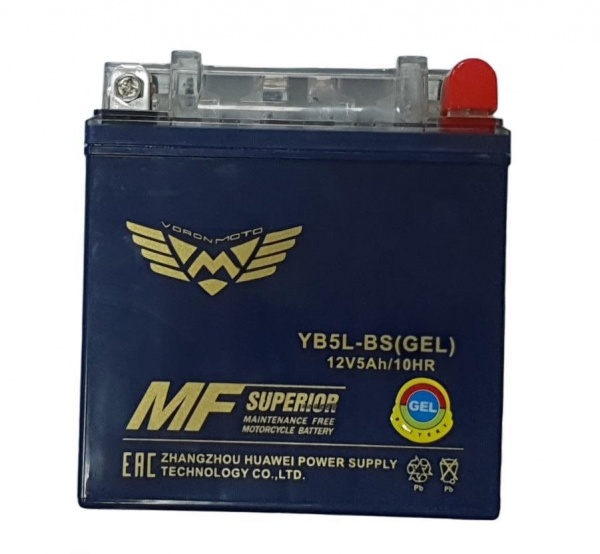 VORONMOTO
M
YB5L-BS(GEL)
12V5Ah/10HR
MF SUPERIOR
MAINTENANCE FREE
MOTORCYCLE BATTERY
GEL
BATTERY
EAC ZHANGZHOU HUAWEI POWER SUPPLY
TECHNOLOGY CO.,LTD.
Pb Pb